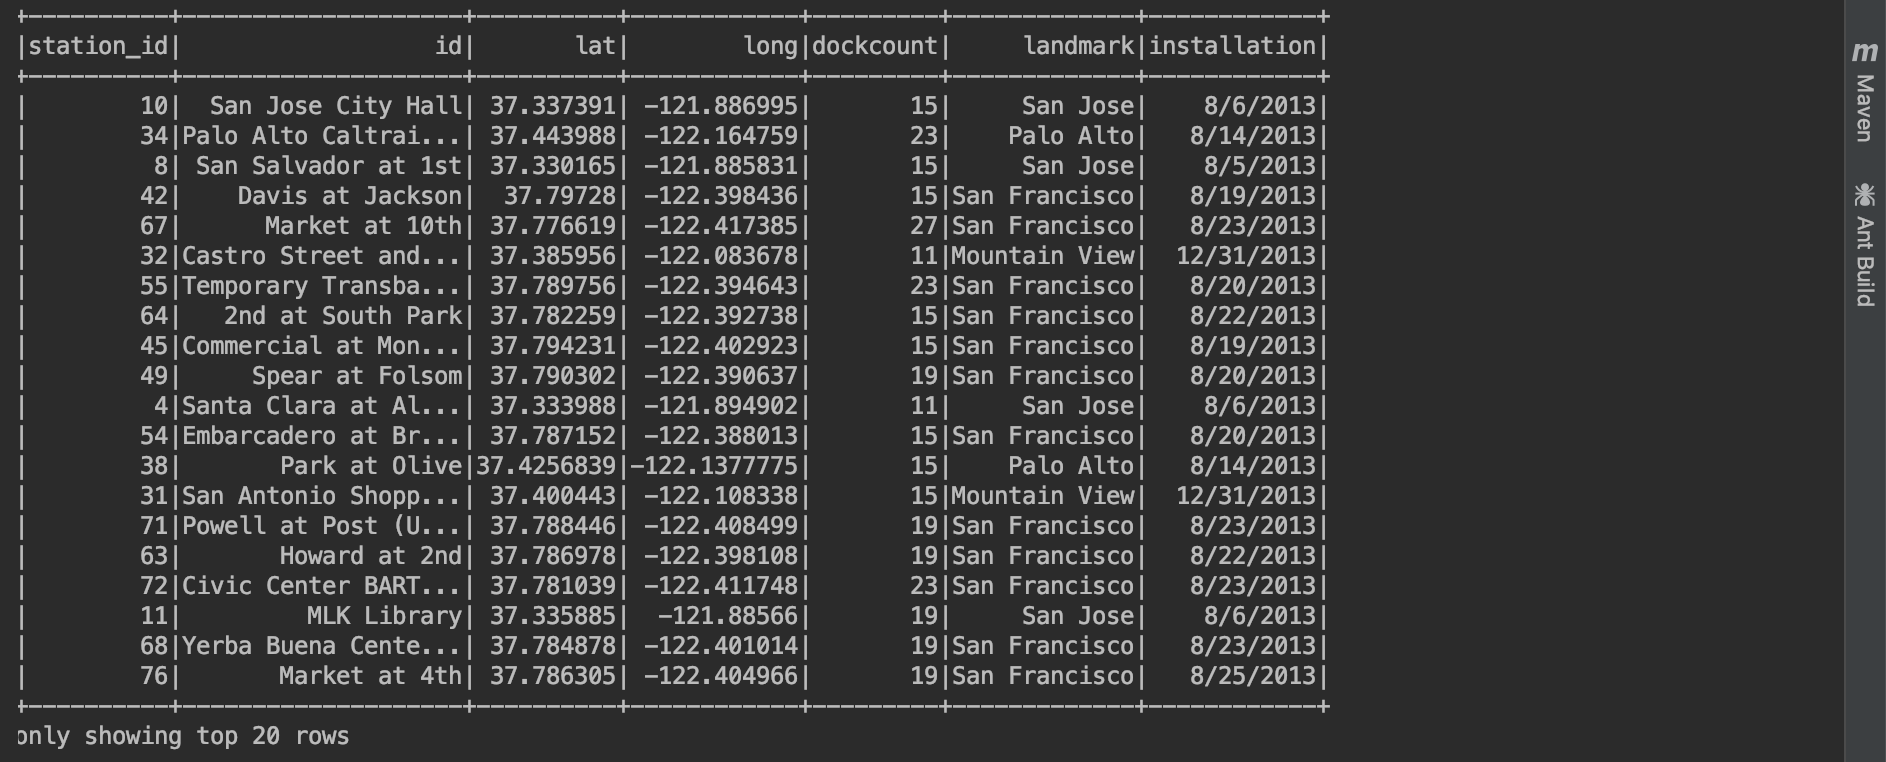 +----------+--------------------+----------+------------+---------+-------------+------------+
|station_id|                  id|       lat|        long|dockcount|     landmark|installation|
+----------+--------------------+----------+------------+---------+-------------+------------+
|        10|  San Jose City Hall| 37.337391| -121.886995|       15|     San Jose|    8/6/2013|
|        34|Palo Alto Caltrai...| 37.443988| -122.164759|       23|    Palo Alto|   8/14/2013|
|         8| San Salvador at 1st| 37.330165| -121.885831|       15|     San Jose|    8/5/2013|
|        42|    Davis at Jackson|  37.79728| -122.398436|       15|San Francisco|   8/19/2013|
|        67|      Market at 10th| 37.776619| -122.417385|       27|San Francisco|   8/23/2013|
|        32|Castro Street and...| 37.385956| -122.083678|       11|Mountain View|  12/31/2013|
|        55|Temporary Transba...| 37.789756| -122.394643|       23|San Francisco|   8/20/2013|
|        64|   2nd at South Park| 37.782259| -122.392738|       15|San Francisco|   8/22/2013|
|        45|Commercial at Mon...| 37.794231| -122.402923|       15|San Francisco|   8/19/2013|
|        49|     Spear at Folsom| 37.790302| -122.390637|       19|San Francisco|   8/20/2013|
|         4|Santa Clara at Al...| 37.333988| -121.894902|       11|     San Jose|    8/6/2013|
|        54|Embarcadero at Br...| 37.787152| -122.388013|       15|San Francisco|   8/20/2013|
|        38|       Park at Olive|37.4256839|-122.1377775|       15|    Palo Alto|   8/14/2013|
|        31|San Antonio Shopp...| 37.400443| -122.108338|       15|Mountain View|  12/31/2013|
|        71|Powell at Post (U...| 37.788446| -122.408499|       19|San Francisco|   8/23/2013|
|        63|       Howard at 2nd| 37.786978| -122.398108|       19|San Francisco|   8/22/2013|
|        72|Civic Center BART...| 37.781039| -122.411748|       23|San Francisco|   8/23/2013|
|        11|         MLK Library| 37.335885|  -121.88566|       19|     San Jose|    8/6/2013|
|        68|Yerba Buena Cente...| 37.784878| -122.401014|       19|San Francisco|   8/23/2013|
|        76|       Market at 4th| 37.786305| -122.404966|       19|San Francisco|   8/25/2013|
+----------+--------------------+----------+------------+---------+-------------+------------+
only showing top 20 rows
m Maven
Ant Build